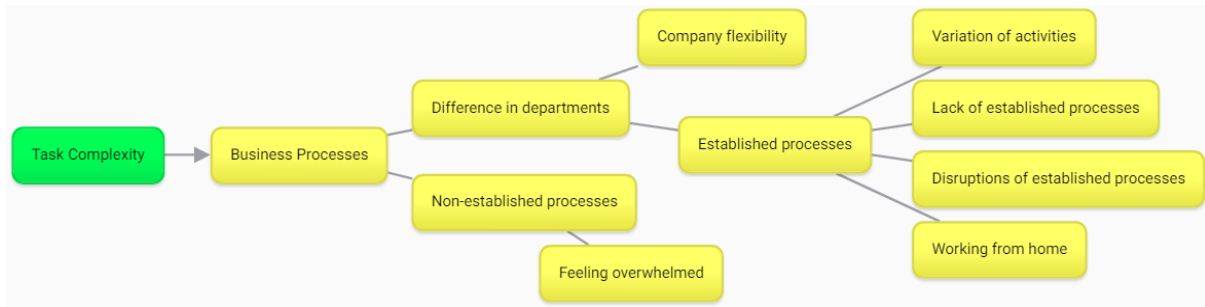 Company flexibility
Variation of activities
Difference in departments
Lack of established processes
Task Complexity
Business Processes
Established processes
Disruptions of established processes
Non-established processes
Working from home
Feeling overwhelmed